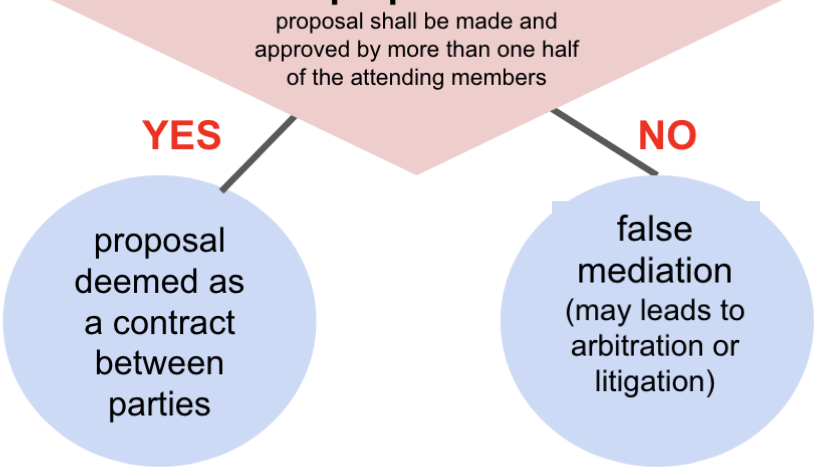 proposal shall be made and
approved by more than one half
of the attending members
YES
NO
proposal
deemed as
a contract
between
parties
false
mediation
(may leads to
arbitration or
litigation)